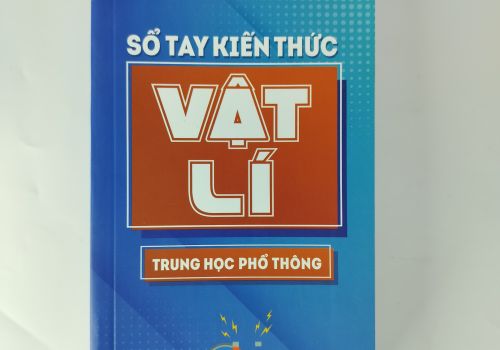 SỔ TAY KIẾN THỨC
VẬT
LÍ
TRUNG HỌC PHỔ THÔNG